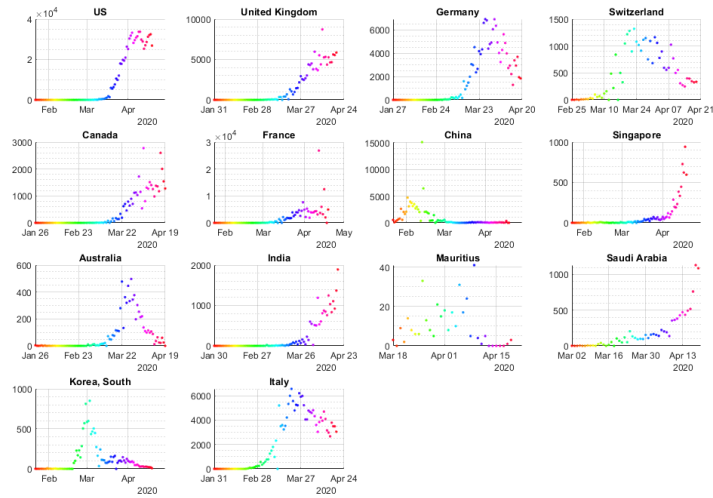 US
× 10^4
4
2
0
Feb Mar Apr
2020
United Kingdom
10000
5000
0
Jan 31 Feb 28 Mar 27 Apr 24
2020
Germany
6000
4000
2000
0
Jan 27 Feb 24 Mar 23 Apr 20
2020
Switzerland
1500
1000
500
0
Feb 25 Mar 10 Mar 24 Apr 07 Apr 21
2020
Canada
3000
2000
1000
0
Jan 26 Feb 23 Mar 22 Apr 19
2020
France
× 10^4
3
2
1
0
Feb Mar Apr May
2020
China
15000
10000
5000
0
Feb Mar Apr
2020
Singapore
1000
500
0
Feb Mar Apr
2020
Australia
600
400
200
0
Jan 26 Feb 23 Mar 22 Apr 19
2020
India
2000
1000
0
Jan 30 Feb 27 Mar 26 Apr 23
2020
Mauritius
40
20
0
Mar 18 Apr 01 Apr 15
2020
Saudi Arabia
1000
500
0
Mar 02 Mar 16 Mar 30 Apr 13
2020
Korea, South
1000
500
0
Feb Mar Apr
2020
Italy
6000
4000
2000
0
Jan 31 Feb 28 Mar 27 Apr 24
2020